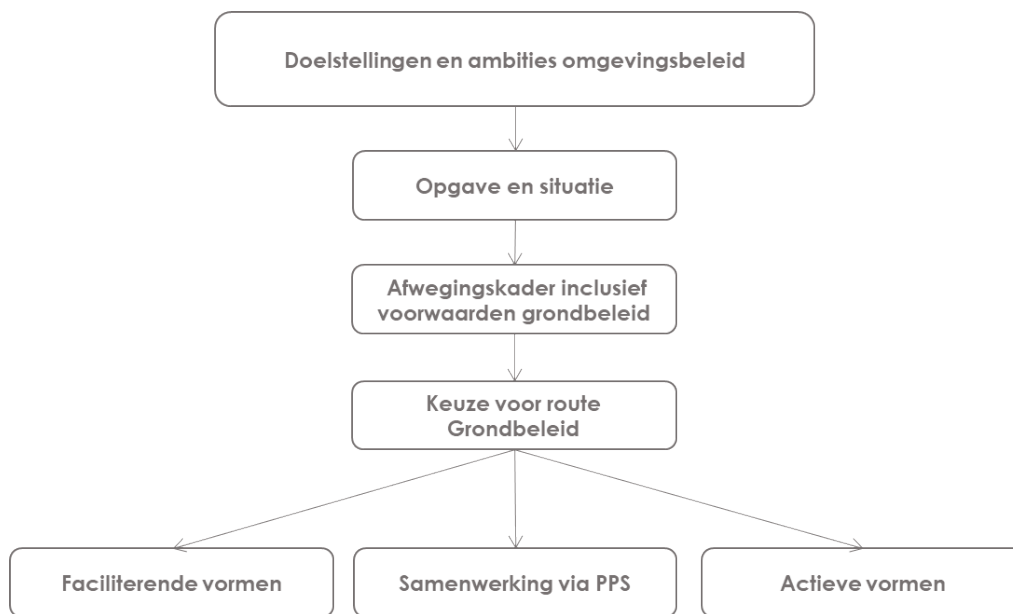 Doelstellingen en ambities omgevingsbeleid
Opgave en situatie
Afwegingskader inclusief
voorwaarden grondbeleid
Keuze voor route
Grondbeleid
Faciliterende vormen
Samenwerking via PPS
Actieve vormen